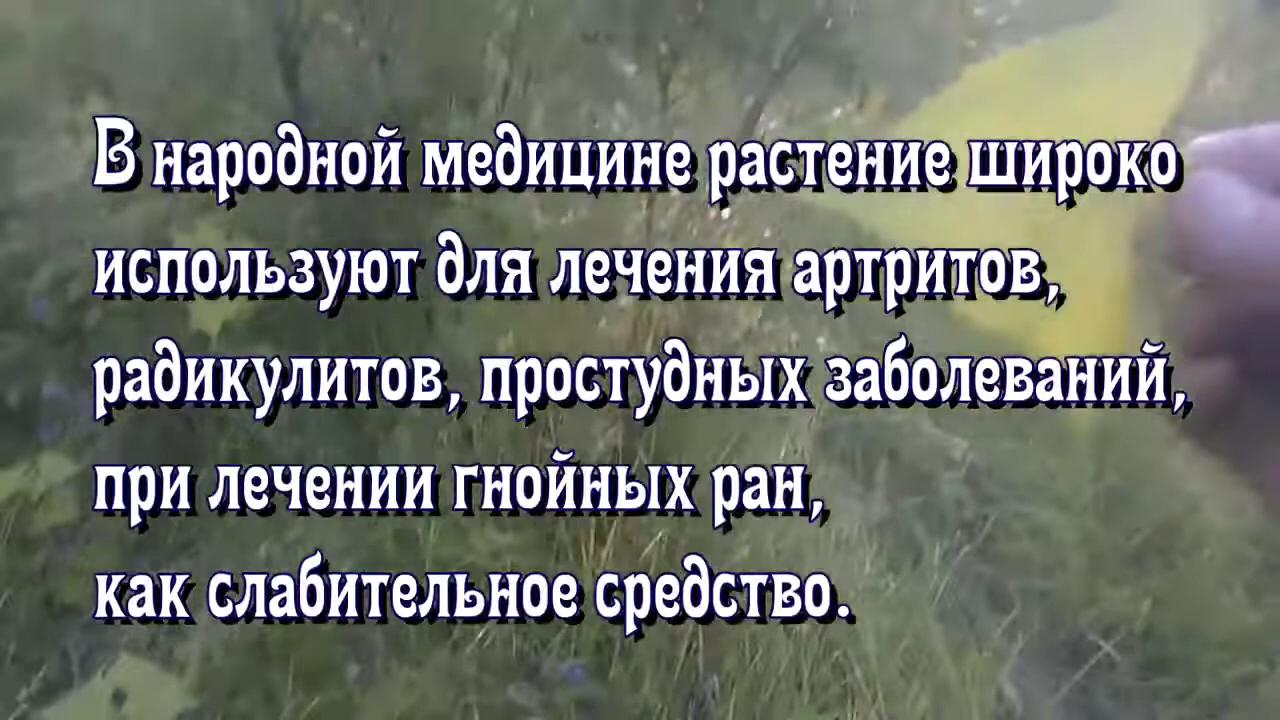 В народной медицине растение широко
используют для лечения артритов,
радикулитов, простудных заболеваний,
при лечении гнойных ран,
как слабительное средство.